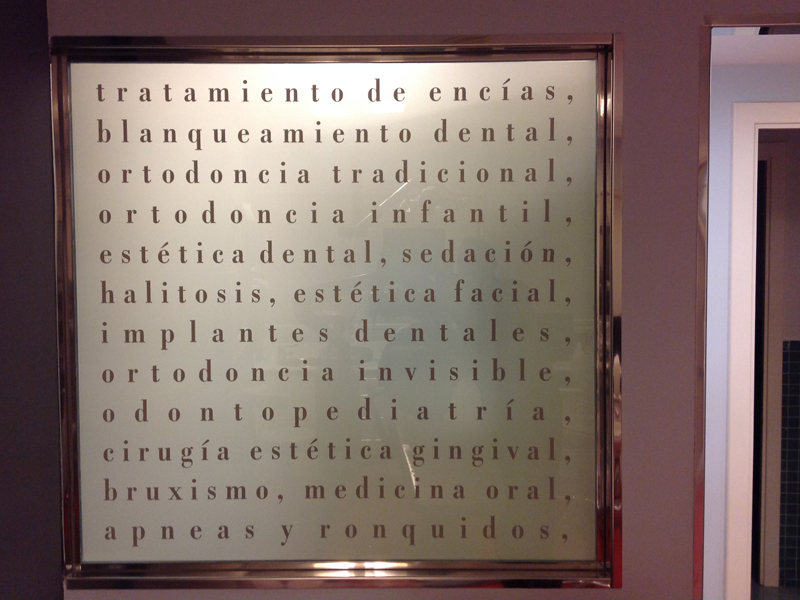 tratamiento de encías,
blanqueamiento dental,
ortodoncia tradicional,
ortodoncia infantil,
estética dental, sedación,
halitosis, estética facial,
implantes dentales,
ortodoncia invisible,
odontopediatría,
cirugía estética gingival,
bruxismo, medicina oral,
apneas y ronquidos,